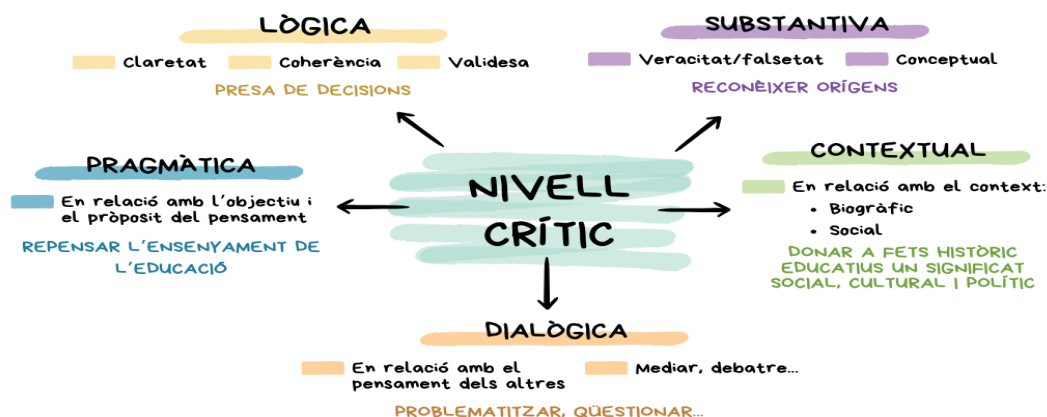 LÒGICA
Claretat Coherència Validesa
PRESA DE DECISIONS
SUBSTANTIVA
Veracitat/falsetat Conceptual
RECONÈIXER ORÍGENS
PRAGMÀTICA
En relació amb l'objectiu i
el pròposit del pensament
REPENSAR L'ENSENYAMENT DE
L'EDUCACIÓ
NIVELL
CRÍTIC
CONTEXTUAL
En relació amb el context:
• Biogràfic
• Social
DONAR A FETS HISTÒRIC
EDUCATIUS UN SIGNIFICAT
SOCIAL, CULTURAL I POLÍTIC
DIALÒGICA
En relació amb el
pensament dels altres
Mediar, debatre...
PROBLEMATITZAR, QÜESTIONAR...